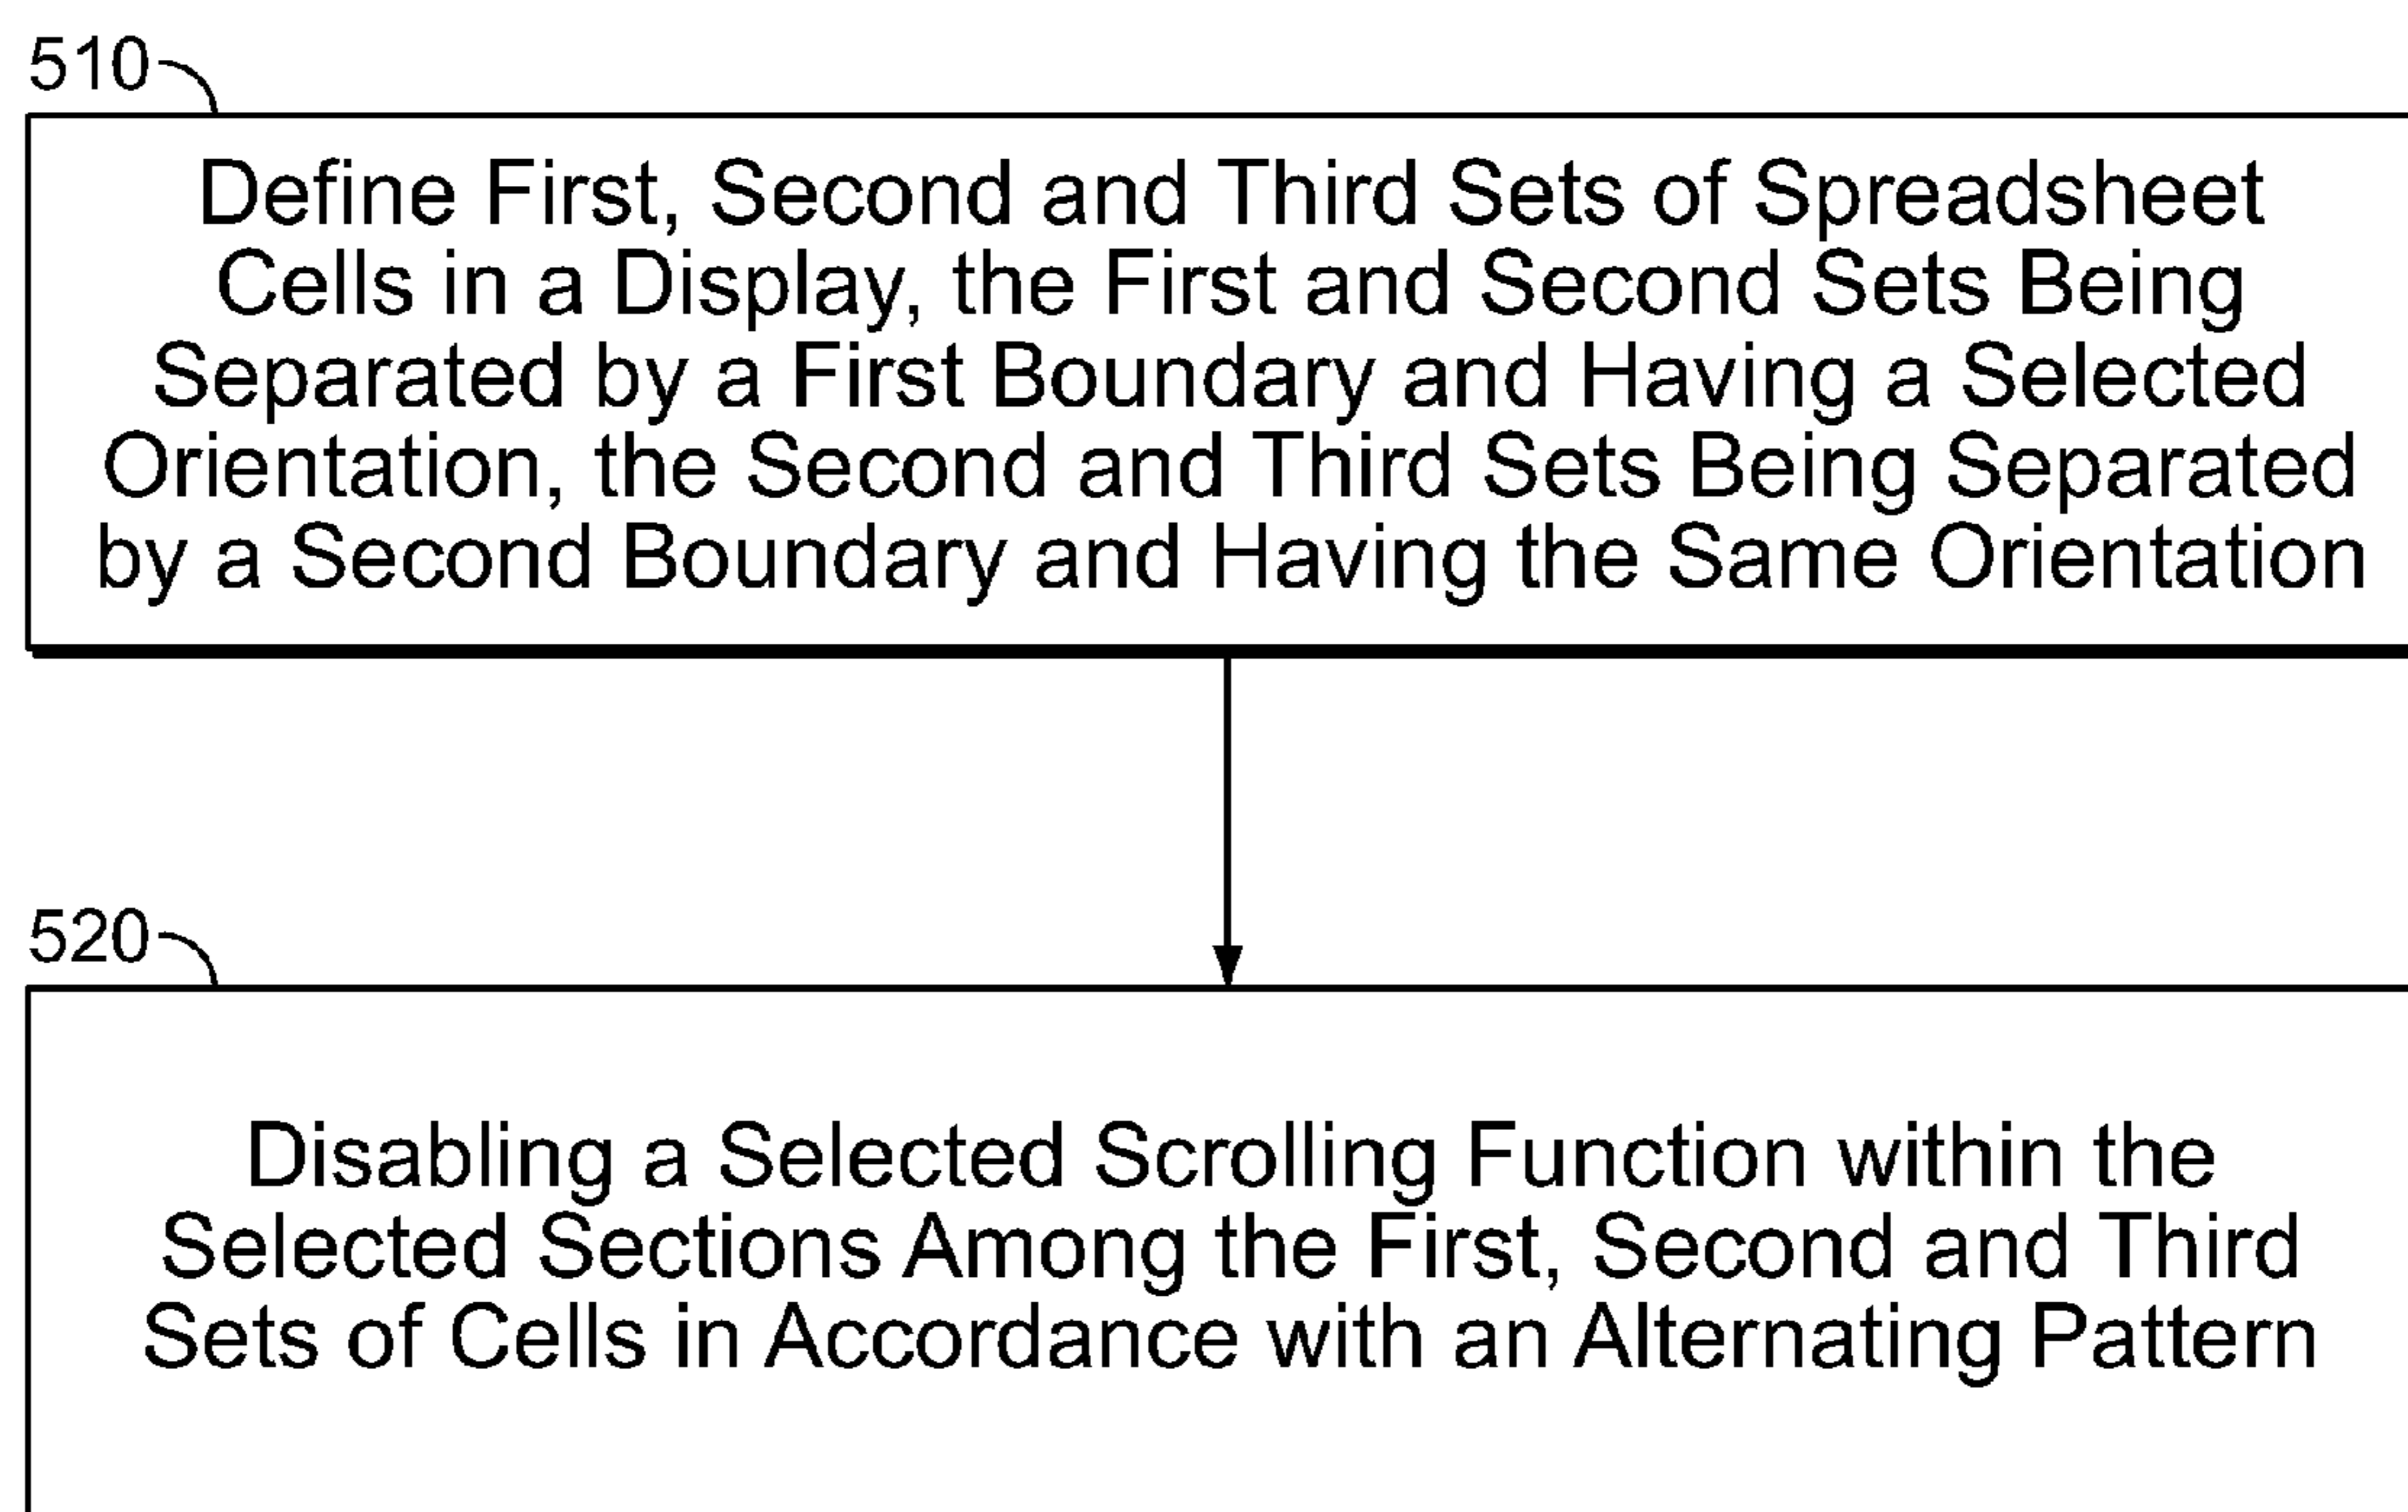 510
Define First, Second and Third Sets of Spreadsheet
Cells in a Display, the First and Second Sets Being
Separated by a First Boundary and Having a Selected
Orientation, the Second and Third Sets Being Separated
by a Second Boundary and Having the Same Orientation
520
Disabling a Selected Scrolling Function within the
Selected Sections Among the First, Second and Third
Sets of Cells in Accordance with an Alternating Pattern